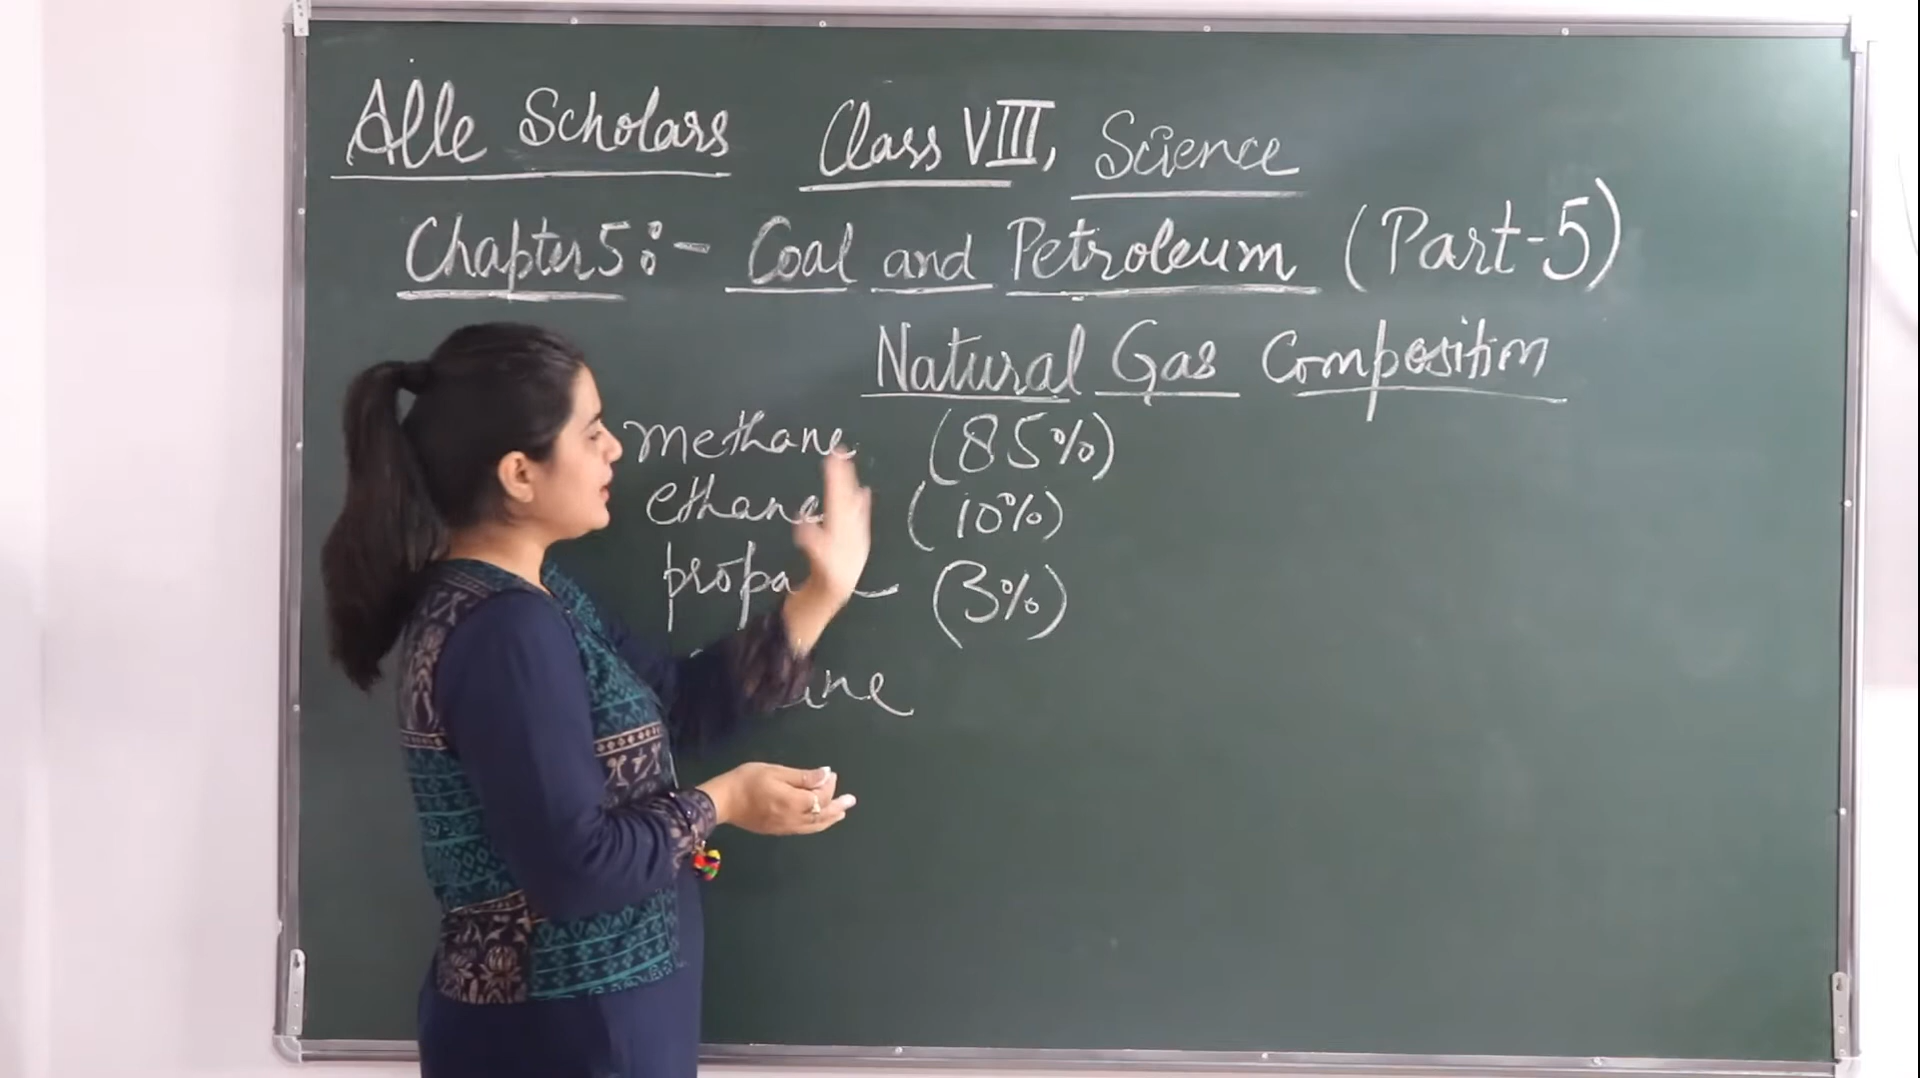 Alle Scholars Class VIII, Science
Chapter 5:- Coal and Petroleum (Part-5)
Natural Gas Composition
methane (85%)
ethane (10%)
(3%)